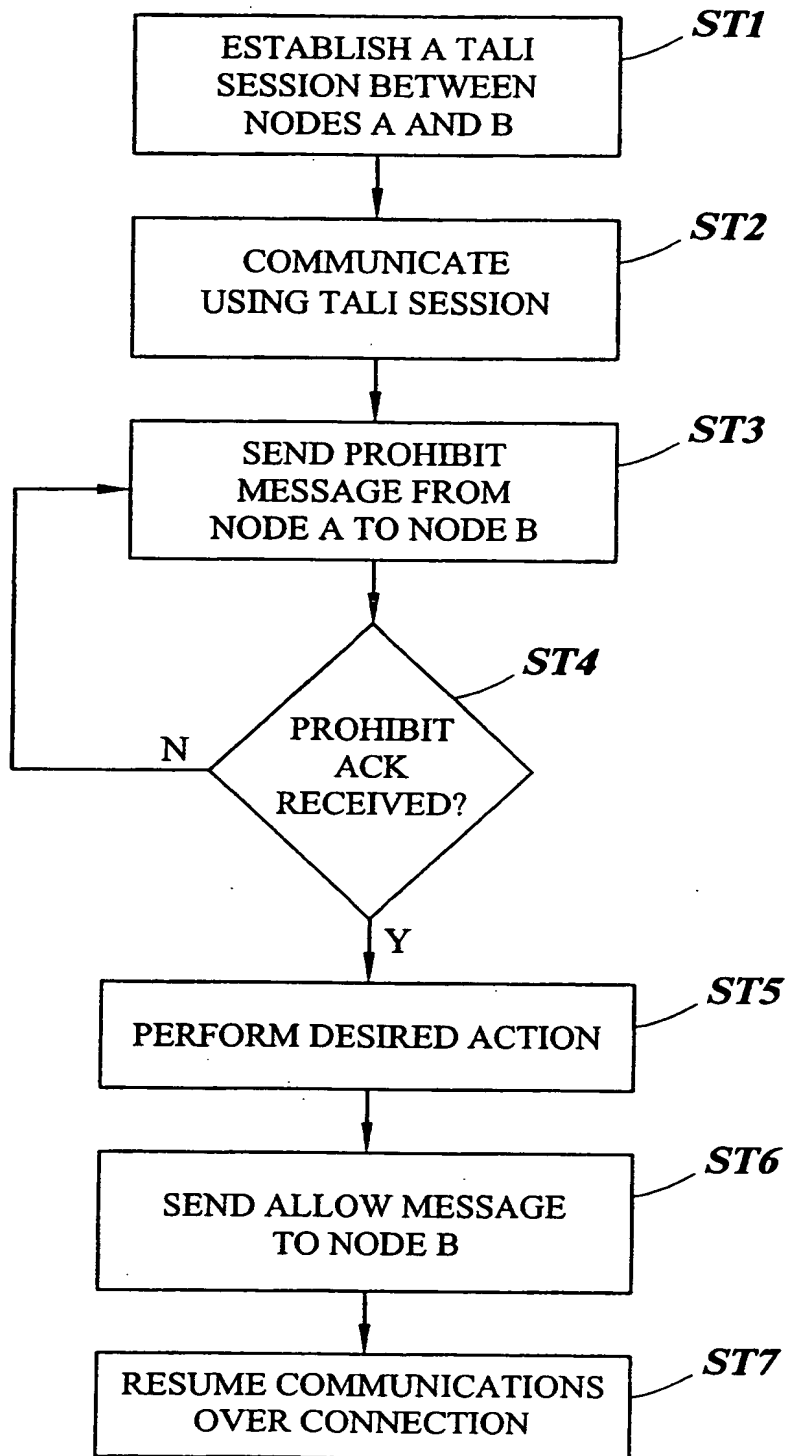 ST1
ESTABLISH A TALI
SESSION BETWEEN
NODES A AND B
ST2
COMMUNICATE
USING TALI SESSION
ST3
SEND PROHIBIT
MESSAGE FROM
NODE A TO NODE B
ST4
PROHIBIT
ACK
RECEIVED?
N
Y
ST5
PERFORM DESIRED ACTION
ST6
SEND ALLOW MESSAGE
TO NODE B
ST7
RESUME COMMUNICATIONS
OVER CONNECTION